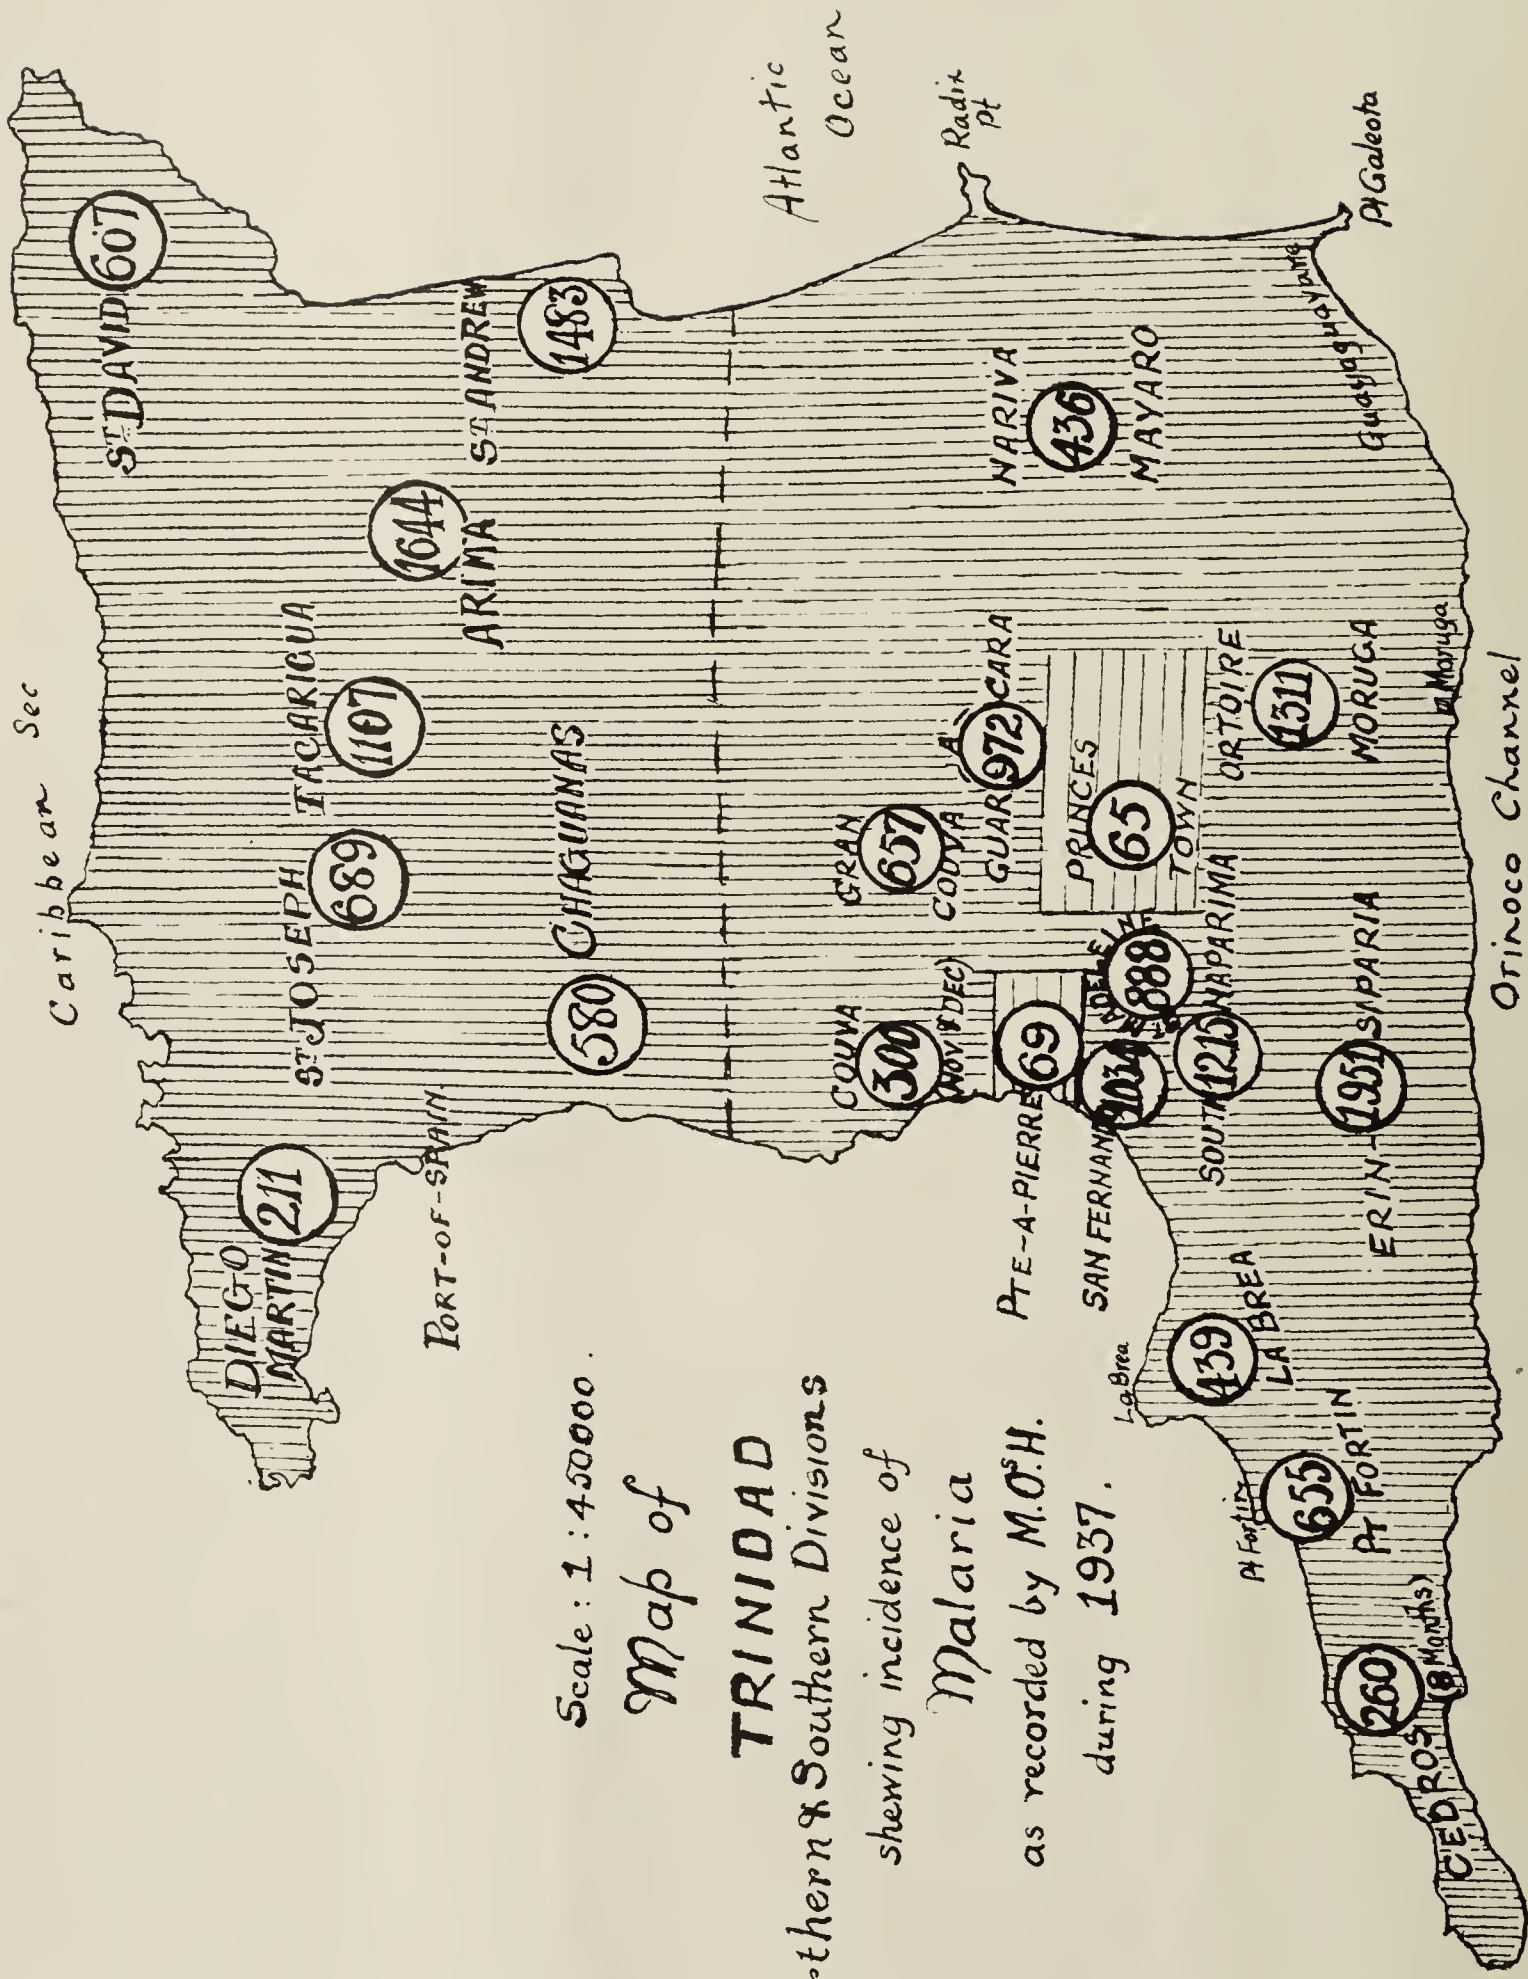 Caribbean Sec
ST DAVID
607
ST JOSEPH
TACARIGUA
689
1107
1644
ARIMA
ST ANDREW
1483
DIEGO
MARTIN
211
PORT-OF-SPAIN
CHAGUANAS
580
Atlantic
Ocean
Radix
Pt
Scale : 1 : 450000.
Map of
TRINIDAD
thern & Southern Divisions
shewing incidence of
Malaria
as recorded by M.O.sH.
during 1937.
COUVA
300
(NOV & DEC)
GRAN
657
COUVA
GUARA'CARA
972
NARIVA
436
MAYARO
PTE-A-PIERRE
69
PRINCES
65
TOWN
SAN FERNANDO
1034
888
SOUTH NAPARIMA
1215
ORTOIRE
1311
MORUGA
La Brea
439
LA BREA
ERIN-SIPARIA
1951
Pt Fortin
655
PT FORTIN
260
CEDROS (8 Months)
Guayaguayare
Pt Galeota
Moruga
Orinoco Channel